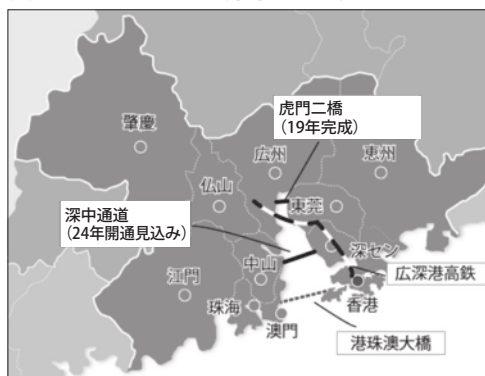 虎門二橋
(19年完成)
肇慶
広州
恵州
仏山
東莞
深中通道
(24年開通見込み)
深セン
広深港高鉄
江門
中山
香港
珠海
澳門
港珠澳大橋